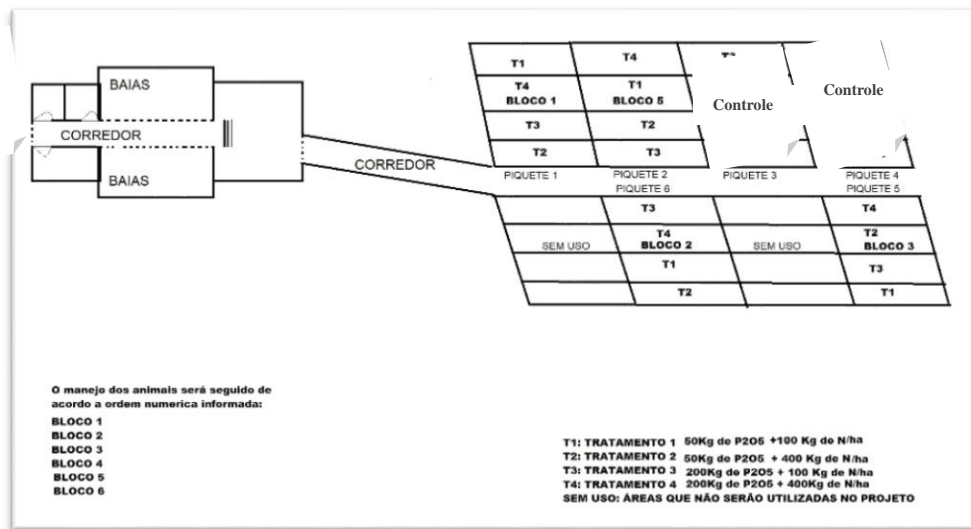 BAIAS
CORREDOR
BAIAS
CORREDOR
T1
T4
T4
BLOCO 1
T1
BLOCO 5
Controle
Controle
T3
T2
T2
T3
PIQUETE 1
PIQUETE 2
PIQUETE 3
PIQUETE 4
PIQUETE 6
PIQUETE 5
T3
T4
SEM USO
T4
BLOCO 2
SEM USO
T2
BLOCO 3
T1
T3
T2
T1
O manejo dos animais será seguido de
acordo a ordem numerica informada:
BLOCO 1
BLOCO 2
BLOCO 3
BLOCO 4
BLOCO 5
BLOCO 6
T1: TRATAMENTO 1 50Kg de P2O5 +100 Kg de N/ha
T2: TRATAMENTO 2 50Kg de P2O5 + 400 Kg de N/ha
T3: TRATAMENTO 3 200Kg de P2O5 + 100 Kg de N/ha
T4: TRATAMENTO 4 200Kg de P2O5 + 400Kg de N/ha
SEM USO: ÁREAS QUE NÃO SERÃO UTILIZADAS NO PROJETO